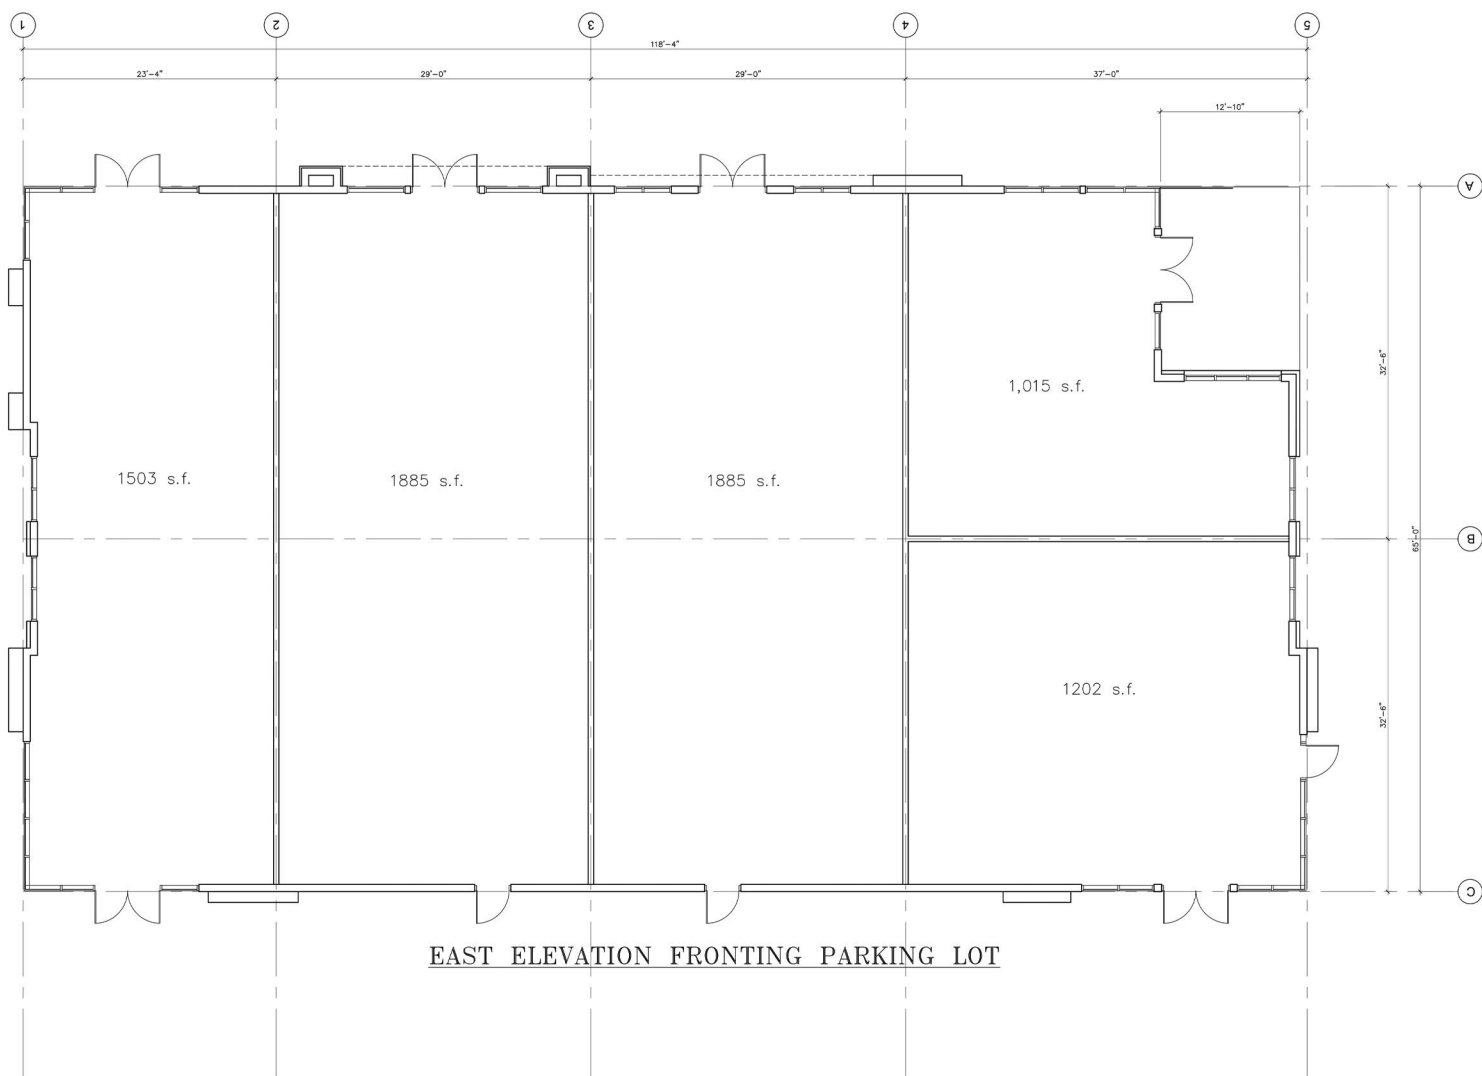 1 2 3 4 5
118'-4"
23'-4" 29'-0" 29'-0" 37'-0"
12'-10"
A
32'-6"
1,015 s.f.
1503 s.f. 1885 s.f. 1885 s.f.
B
65'-0"
1202 s.f.
32'-6"
C
EAST ELEVATION FRONTING PARKING LOT